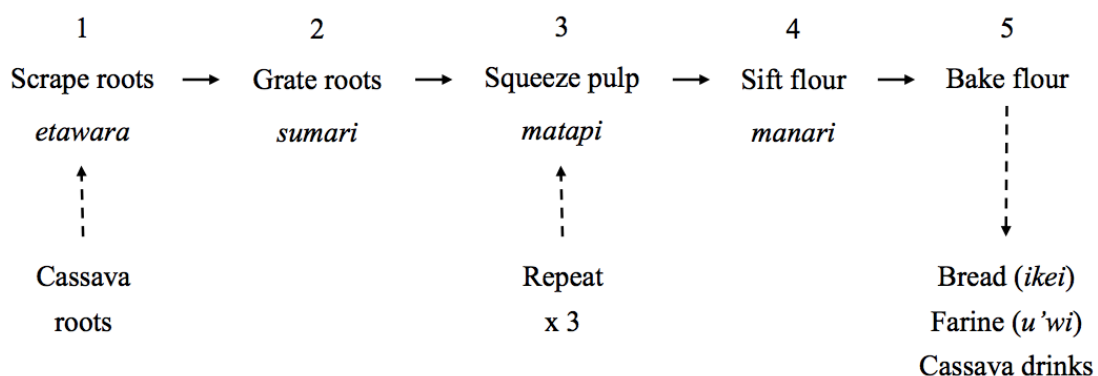 1 2 3 4 5
Scrape roots Grate roots Squeeze pulp Sift flour Bake flour
etawara sumari matapi manari
Cassava Repeat Bread (ikei)
roots x 3 Farine (u’wi)
Cassava drinks